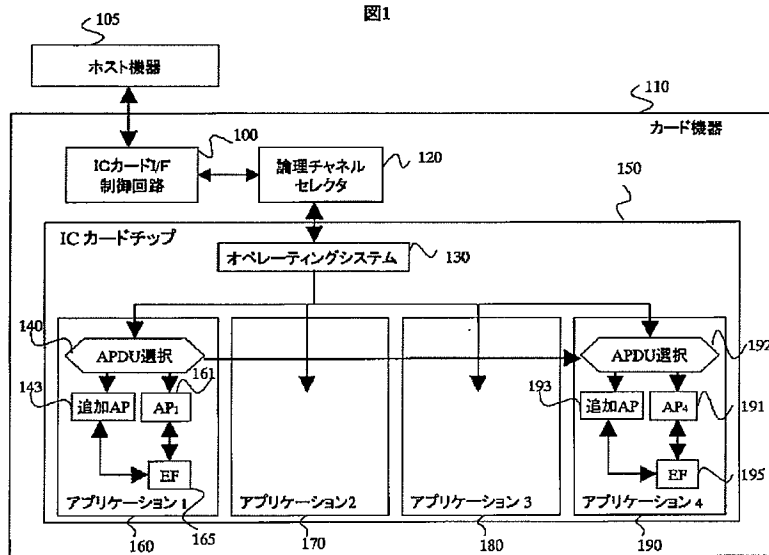 図1
105
ホスト機器
110
カード機器
100
ICカードI/F
制御回路
論理チャネル
セレクタ
120
150
ICカードチップ
オペレーティングシステム
130
140
APDU選択
APDU選択
192
143
161
追加AP
AP1
193
追加AP
AP4
191
EF
EF
195
アプリケーション1
アプリケーション2
アプリケーション3
アプリケーション4
160
165
170
180
190